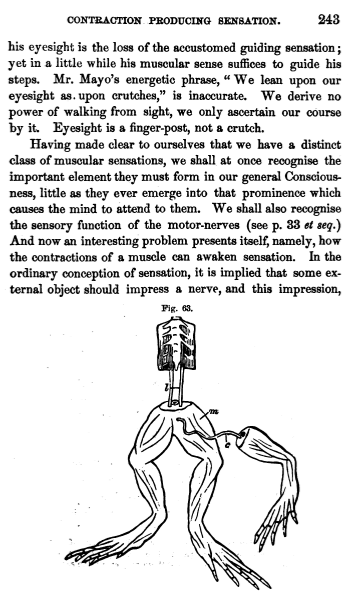 CONTRACTION PRODUCING SENSATION. 243
his eyesight is the loss of the accustomed guiding sensation;
yet in a little while his muscular sense suffices to guide his
steps. Mr. Mayo's energetic phrase, "We lean upon our
eyesight as upon crutches," is inaccurate. We derive no
power of walking from sight, we only ascertain our course
by it. Eyesight is a finger-post, not a crutch.
Having made clear to ourselves that we have a distinct
class of muscular sensations, we shall at once recognise the
important element they must form in our general Conscious-
ness, little as they ever emerge into that prominence which
causes the mind to attend to them. We shall also recognise
the sensory function of the motor-nerves (see p. 33 et seq.)
And now an interesting problem presents itself, namely, how
the contractions of a muscle can awaken sensation. In the
ordinary conception of sensation, it is implied that some ex-
ternal object should impress a nerve, and this impression,
Fig. 63.
l
m
c